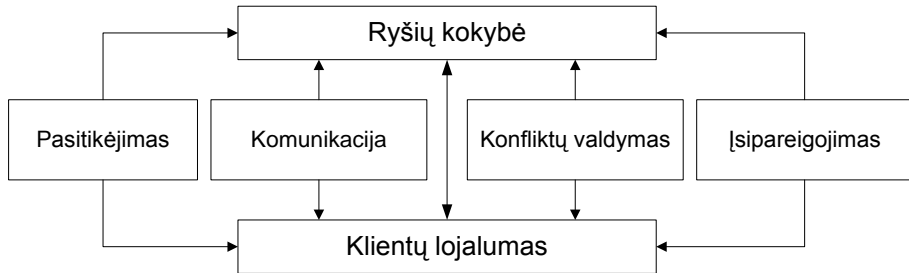 Ryšių kokybė
Pasitikėjimas
Komunikacija
Konfliktų valdymas
Įsipareigojimas
Klientų lojalumas